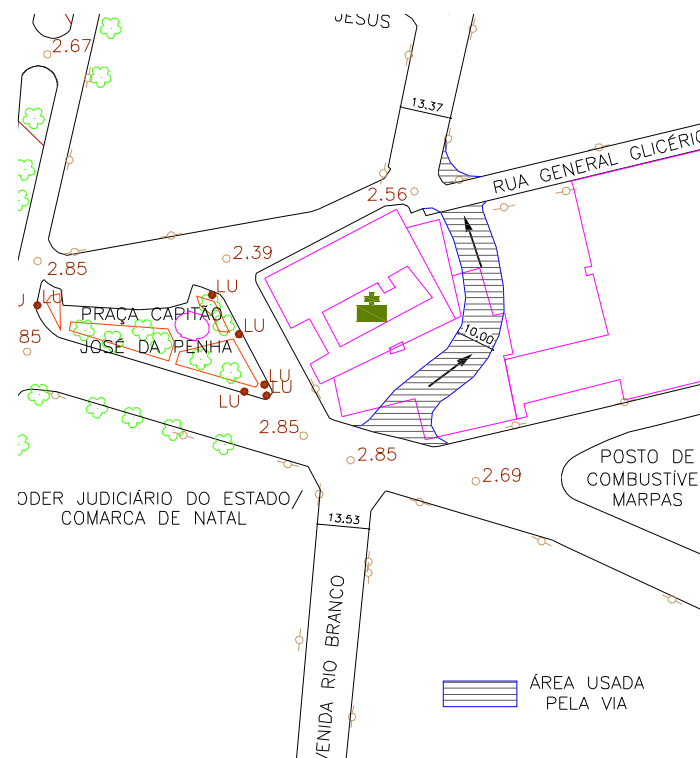 JESUS
2.67
13.37
RUA GENERAL GLICÉRIO
2.56
2.39
2.85
LU
LU
PRAÇA CAPITÃO
LU
JOSÉ DA PENHA
85
10.00
LU
LU
LU
2.85
2.85
2.69
POSTO DE
COMBUSTÍVE
MARPAS
ODER JUDICIÁRIO DO ESTADO/
COMARCA DE NATAL
13.53
VENIDA RIO BRANCO
ÁREA USADA
PELA VIA